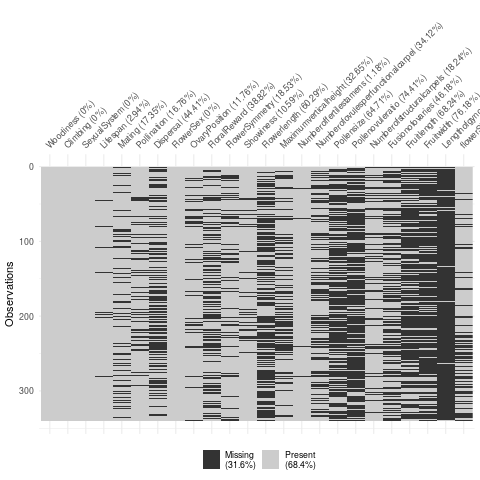 Woodiness (0%)
Climbing (0%)
SexualSystem (0%)
Lifespan (2.94%)
Mating (17.35%)
Pollination (16.76%)
Dispersal (44.41%)
FlowerSex (0%)
OvaryPosition (11.76%)
FloralReward (38.82%)
FlowerSymmetry (18.53%)
Showiness (10.59%)
Flowerlength (60.29%)
Maximumverticalheight (32.65%)
Numberoffertilestamens (1.18%)
Numberofovulesperfunctionalcarpel (34.12%)
Pollensize (64.71%)
Pollenovuleratio (74.41%)
Numberofstructuralcarpels (18.24%)
Fusionofovaries (46.18%)
Fruitlength (68.24%)
Fruitwidth (76.18%)
0
100
200
300
Observations
Missing
(31.6%)
Present
(68.4%)